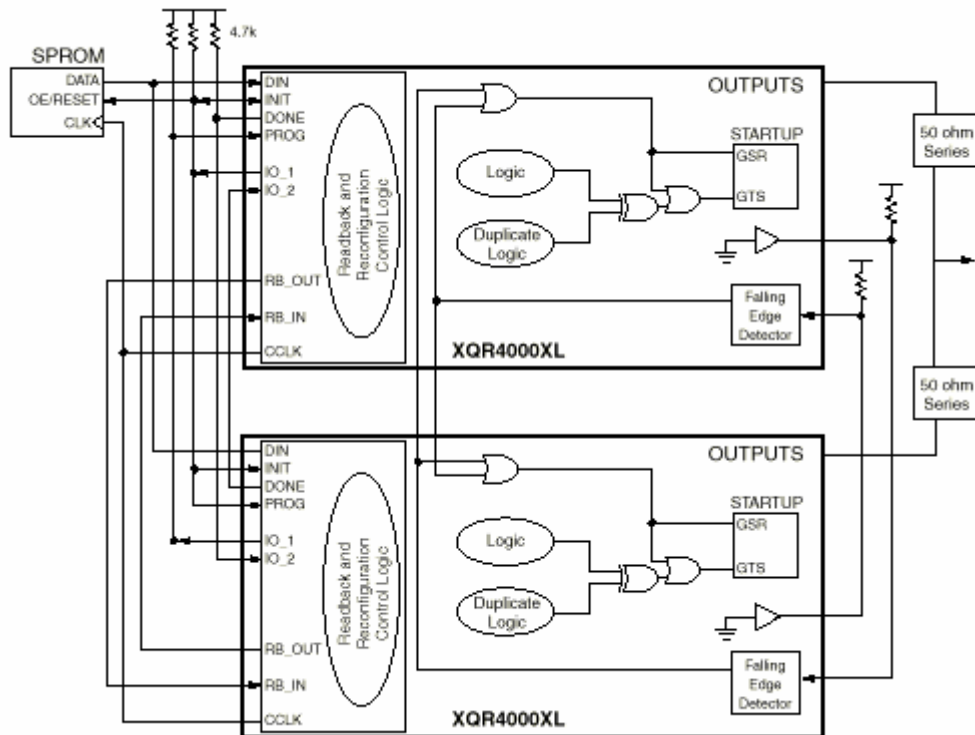 4.7k
SPROM
DATA
OE/RESET
CLK
DIN
INIT
DONE
PROG
IO_1
IO_2
RB_OUT
RB_IN
CCLK
Readback and
Reconfiguration
Control Logic
OUTPUTS
STARTUP
GSR
GTS
Logic
Duplicate
Logic
Falling
Edge
Detector
XQR4000XL
50 ohm
Series
50 ohm
Series
DIN
INIT
DONE
PROG
IO_1
IO_2
RB_OUT
RB_IN
CCLK
Readback and
Reconfiguration
Control Logic
OUTPUTS
STARTUP
GSR
GTS
Logic
Duplicate
Logic
Falling
Edge
Detector
XQR4000XL